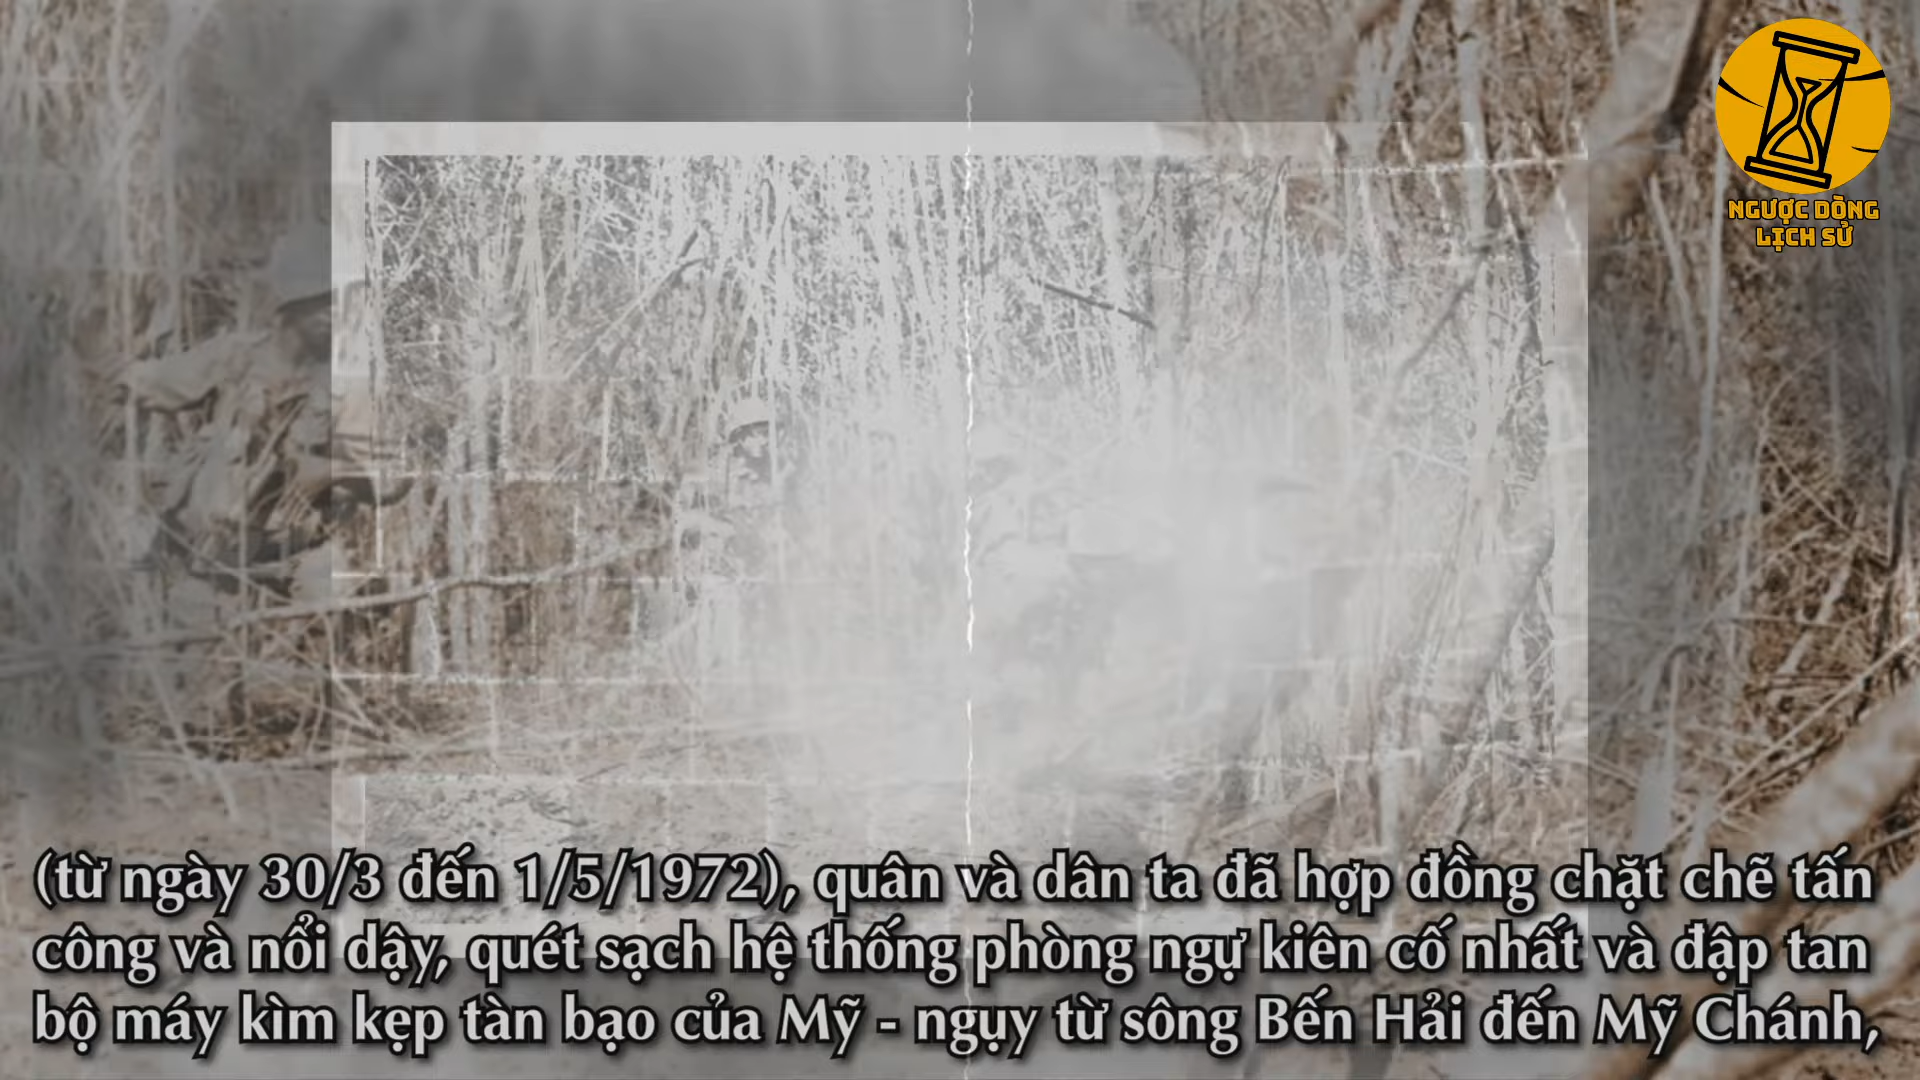 NGƯỢC DÒNG
LỊCH SỬ
(từ ngày 30/3 đến 1/5/1972), quân và dân ta đã hợp đồng chặt chẽ tấn
công và nổi dậy, quét sạch hệ thống phòng ngự kiên cố nhất và đập tan
bộ máy kìm kẹp tàn bạo của Mỹ - ngụy từ sông Bến Hải đến Mỹ Chánh,